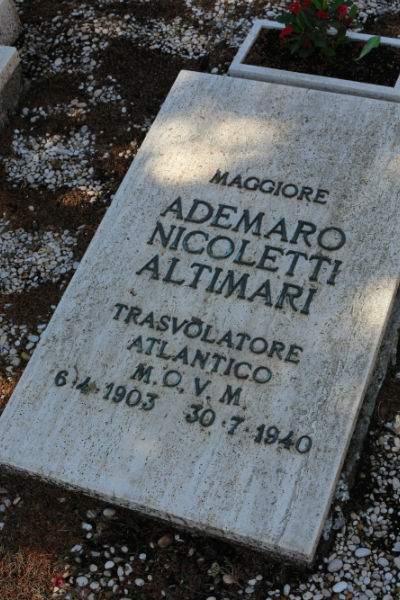 MAGGIORE
ADEMARO
NICOLETTI
ALTIMARI
TRASVOLATORE
ATLANTICO
M.O.V.M
6.4.1903 30.7.1940